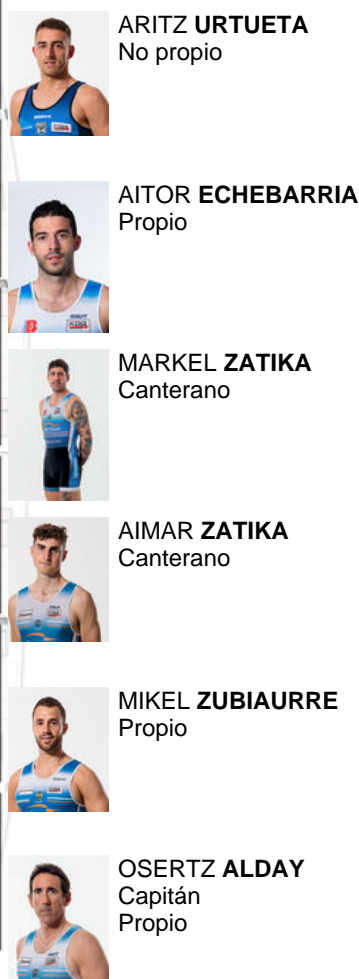 ARITZ URTUETA
No propio
AITOR ECHEBARRIA
Propio
MARKEL ZATIKA
Canterano
AIMAR ZATIKA
Canterano
MIKEL ZUBIAURRE
Propio
OSERTZ ALDAY
Capitán
Propio